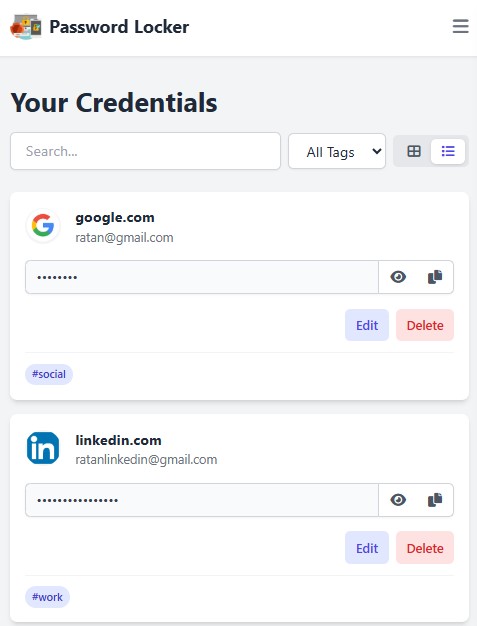 Password Locker
Your Credentials
Search...
All Tags
google.com
ratan@gmail.com
••••••••
Edit
Delete
#social
in
linkedin.com
ratanlinkedin@gmail.com
••••••••••••••••
Edit
Delete
#work